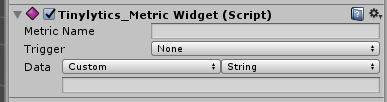 Tinylytics_Metric Widget (Script)
Metric Name
Trigger None
Data Custom String